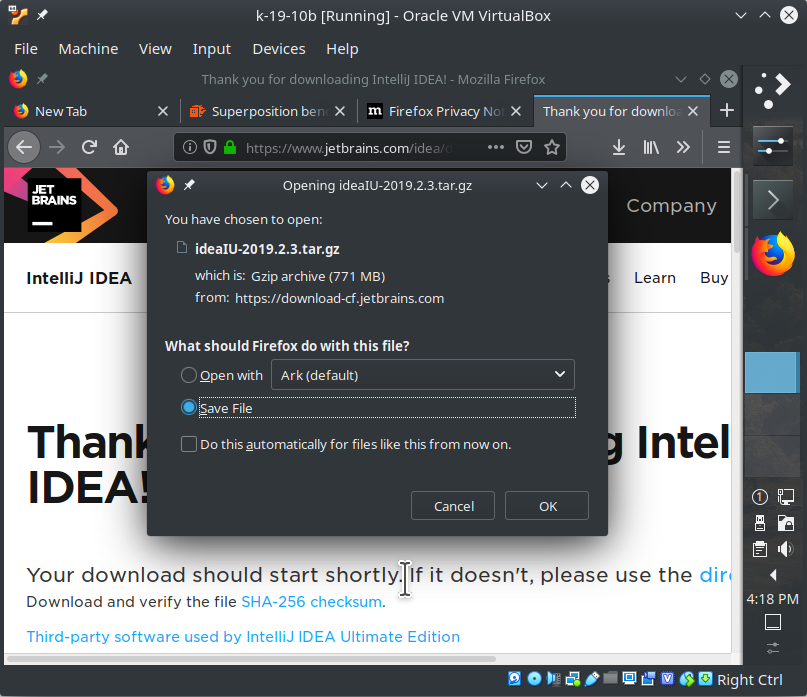 k-19-10b [Running] - Oracle VM VirtualBox
File Machine View Input Devices Help
Thank you for downloading IntelliJ IDEA! - Mozilla Firefox
New Tab
Superposition ben
Firefox Privacy No
Thank you for downlo
https://www.jetbrains.com/idea/d
JET
BRAINS
Company
IntelliJ IDEA
Learn
Buy
Opening ideaIU-2019.2.3.tar.gz
You have chosen to open:
ideaIU-2019.2.3.tar.gz
which is: Gzip archive (771 MB)
from: https://download-cf.jetbrains.com
What should Firefox do with this file?
Open with
Ark (default)
Save File
Do this automatically for files like this from now on.
Cancel
OK
Thank g Intel
IDEA!
Your download should start shortly. If it doesn't, please use the dire
Download and verify the file SHA-256 checksum.
Third-party software used by IntelliJ IDEA Ultimate Edition
1
4:18 PM
Right Ctrl